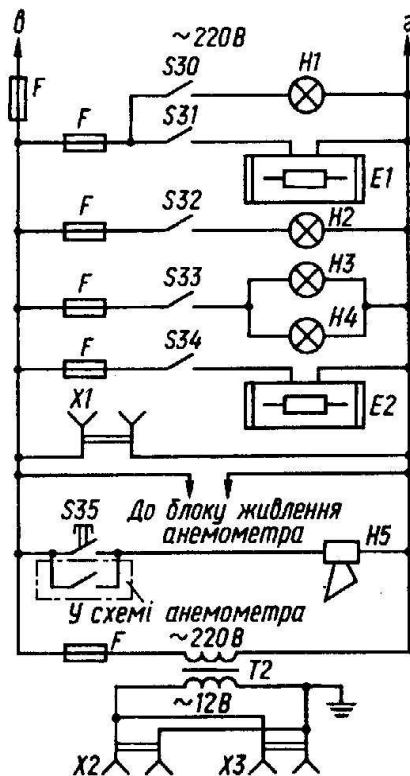 в г
~220В
S30 H1
F
F S31
E1
F S32 H2
F S33 H3
H4
F S34
E2
X1
До блоку живлення
анемометра
S35 H5
У схемі анемометра
F ~220В
T2
~12В
X2 X3